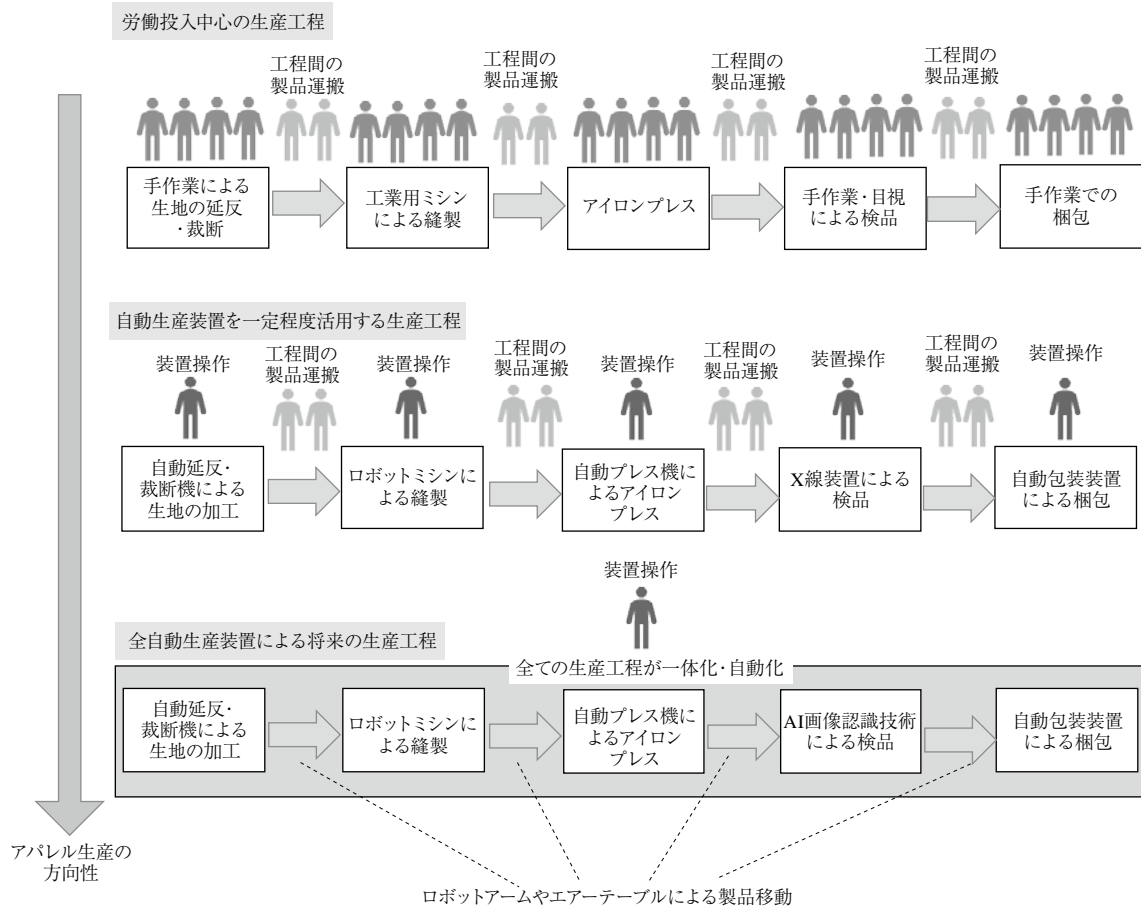 労働投入中心の生産工程
工程間の
製品運搬
工程間の
製品運搬
工程間の
製品運搬
工程間の
製品運搬
手作業による
生地の延反
・裁断
工業用ミシン
による縫製
アイロンプレス
手作業・目視
による検品
手作業での
梱包
自動生産装置を一定程度活用する生産工程
装置操作
工程間の
製品運搬
装置操作
工程間の
製品運搬
装置操作
工程間の
製品運搬
装置操作
工程間の
製品運搬
装置操作
自動延反・
裁断機による
生地の加工
ロボットミシンに
よる縫製
自動プレス機に
よるアイロン
プレス
X線装置による
検品
自動包装装置
による梱包
装置操作
全自動生産装置による将来の生産工程
全ての生産工程が一体化・自動化
自動延反・
裁断機による
生地の加工
ロボットミシンに
よる縫製
自動プレス機に
よるアイロン
プレス
AI画像認識技術
による検品
自動包装装置
による梱包
アパレル生産の
方向性
ロボットアームやエアーテーブルによる製品移動